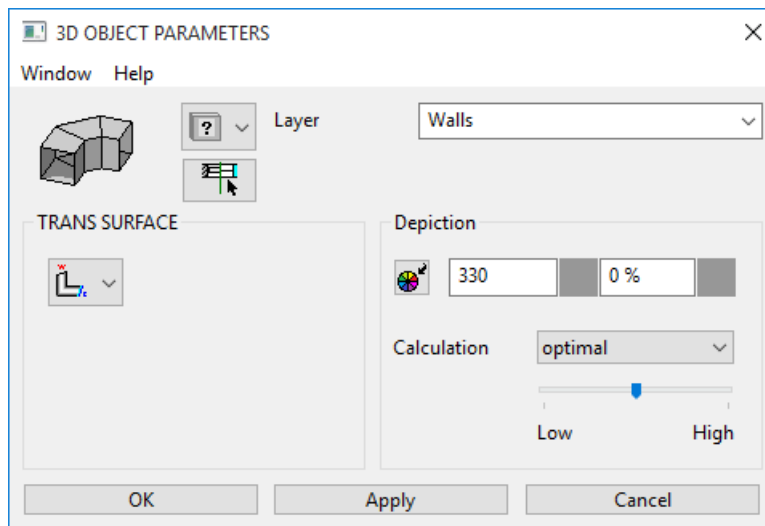 3D OBJECT PARAMETERS
Window Help
Layer Walls
TRANS SURFACE
Depiction
330 0 %
Calculation optimal
Low High
OK Apply Cancel